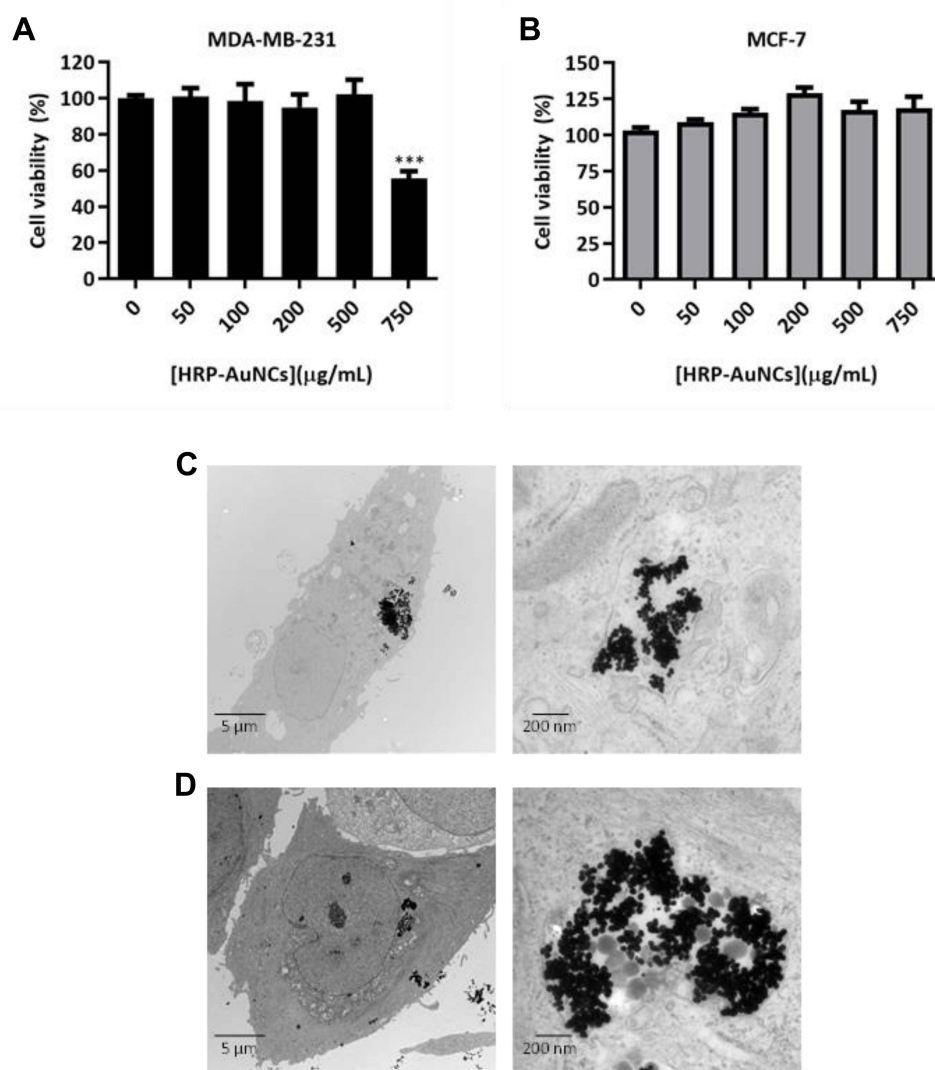 A
MDA-MB-231
120
100
80
60
40
20
0
Cell viability (%)
***
0
50
100
200
500
750
[HRP-AuNCs](μg/mL)
B
MCF-7
150
125
100
75
50
25
0
Cell viability (%)
0
50
100
200
500
750
[HRP-AuNCs](μg/mL)
C
5 μm
200 nm
D
5 μm
200 nm